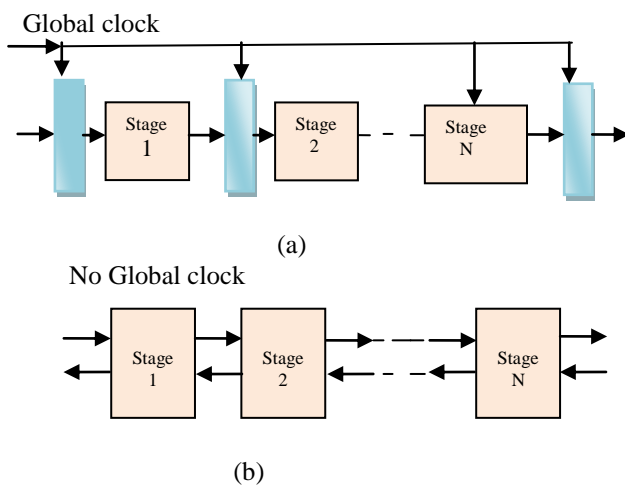 Global clock
Stage
1
Stage
2
Stage
N
(a)
No Global clock
Stage
1
Stage
2
Stage
N
(b)